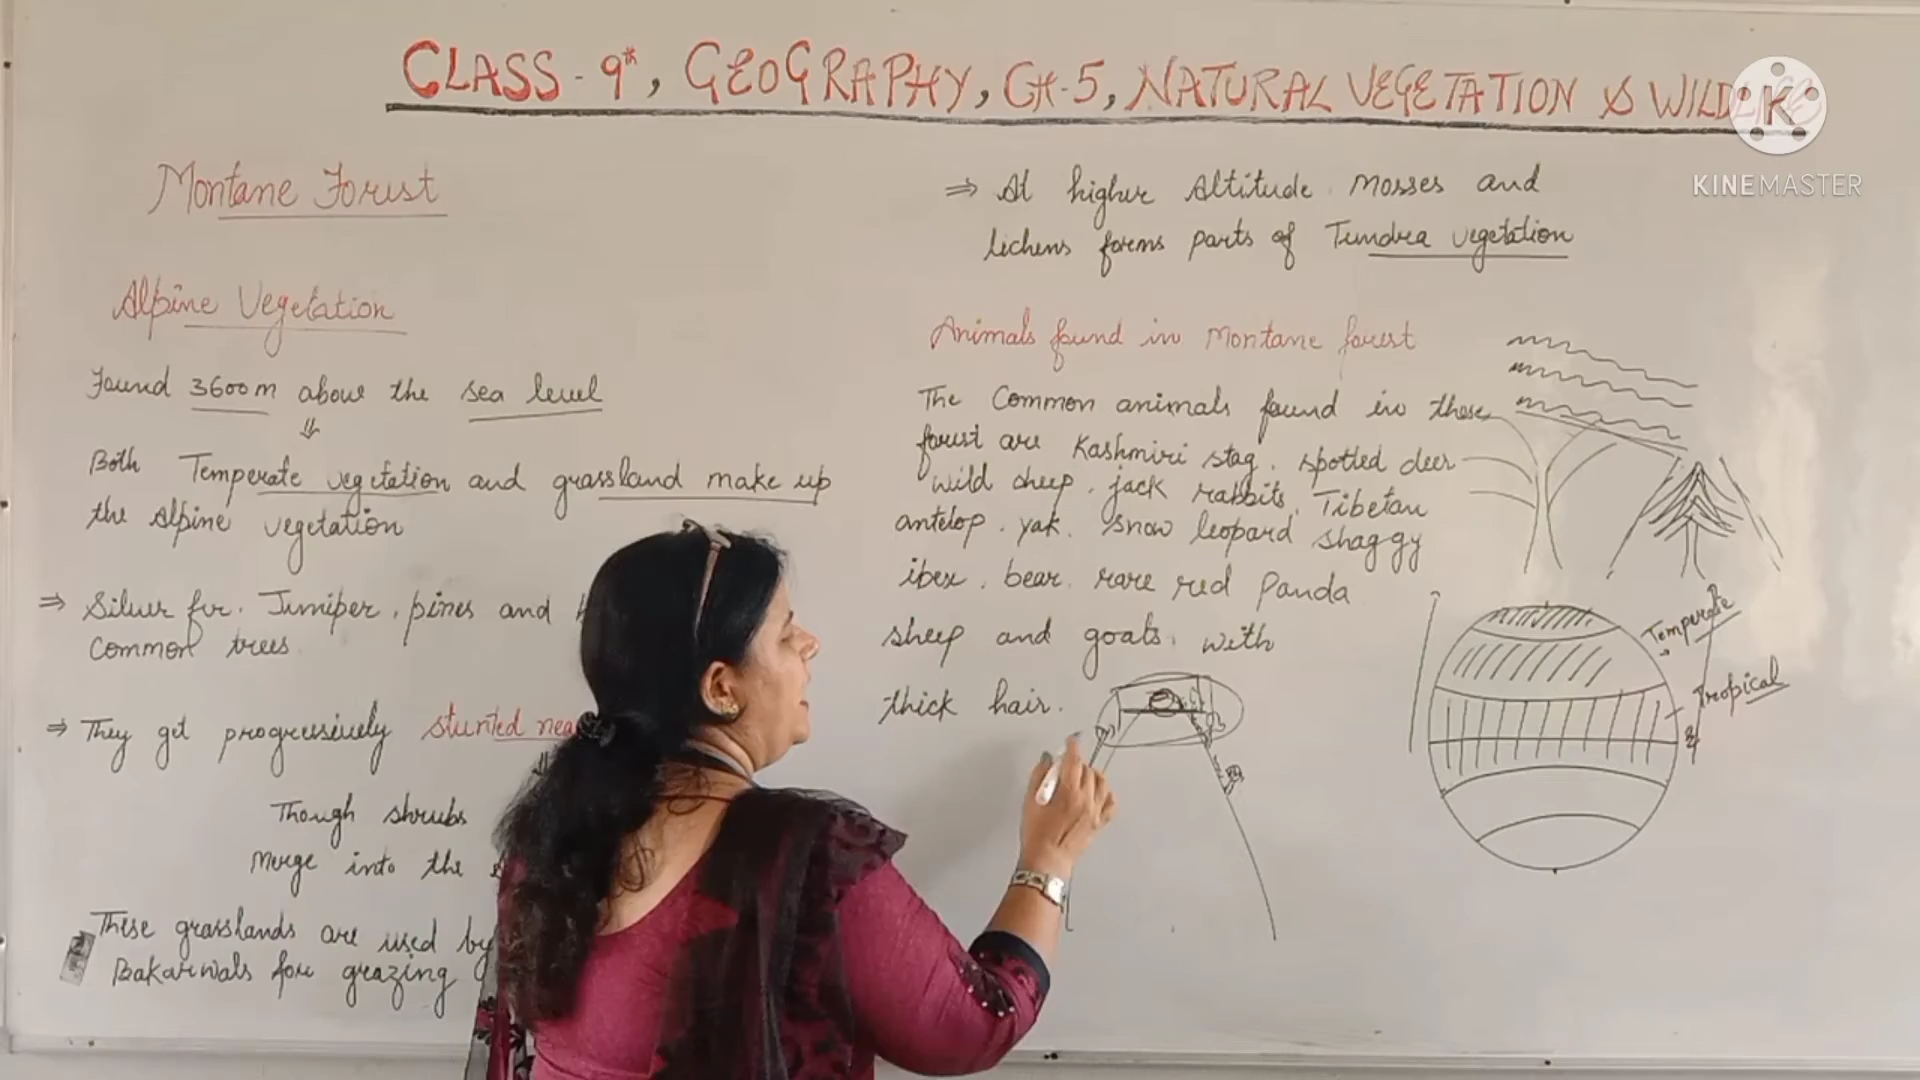 CLASS - 9th, GEOGRAPHY, CH-5, NATURAL VEGETATION & WILDLIFE
KINEMASTER
Montane Forest
Alpine Vegetation
Found 3600m above the sea level
⇓
Both Temperate vegetation and grassland make up
the Alpine vegetation
⇒ Silver fir. Juniper. pines and
Common trees
⇒ They get progressively stunted nea
Though shrubs
Merge into the
These grasslands are used by
Bakarwals for grazing
⇒ At higher Altitude. Mosses and
lichens forms parts of Tundra vegetation
Animals found in Montane forest
The Common animals found in these
forest are Kashmiri stag. spotted deer
wild sheep. jack rabbits. Tibetan
antelop. yak. snow leopard shaggy
ibex. bear. rare red Panda
sheep and goats. with
thick hair.
Temperate
Tropical